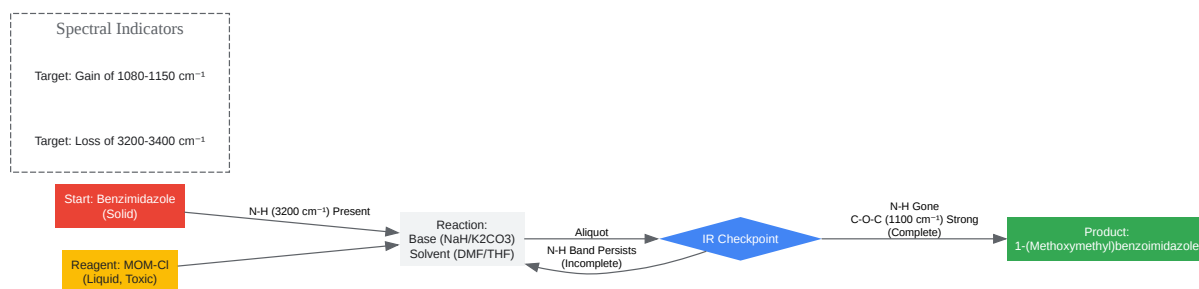 Spectral Indicators
Target: Gain of 1080-1150 cm⁻¹
Target: Loss of 3200-3400 cm⁻¹
Start: Benzimidazole
(Solid)
N-H (3200 cm⁻¹) Present
Reagent: MOM-Cl
(Liquid, Toxic)
Reaction:
Base (NaH/K2CO3)
Solvent (DMF/THF)
Aliquot
N-H Band Persists
(Incomplete)
IR Checkpoint
N-H Gone
C-O-C (1100 cm⁻¹) Strong
(Complete)
Product:
1-(Methoxymethyl)benzoimidazole